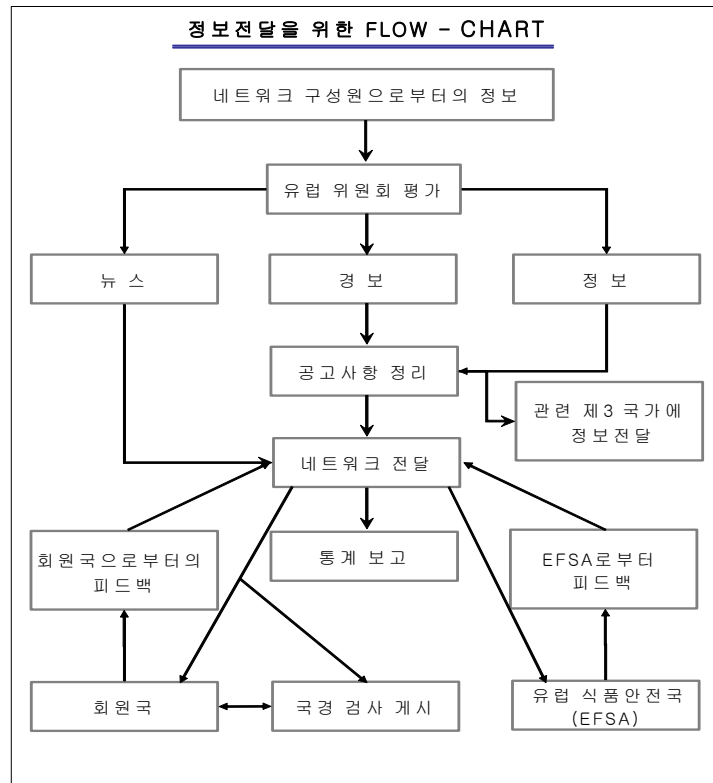 정보전달을 위한 FLOW - CHART
네트워크 구성원으로부터의 정보
유럽 위원회 평가
뉴 스
경 보
정 보
공고사항 정리
관련 제3 국가에
정보전달
네트워크 전달
회원국으로부터의
피드백
통계 보고
EFSA로부터
피드백
회원국
국경 검사 게시
유럽 식품안전국
(EFSA)